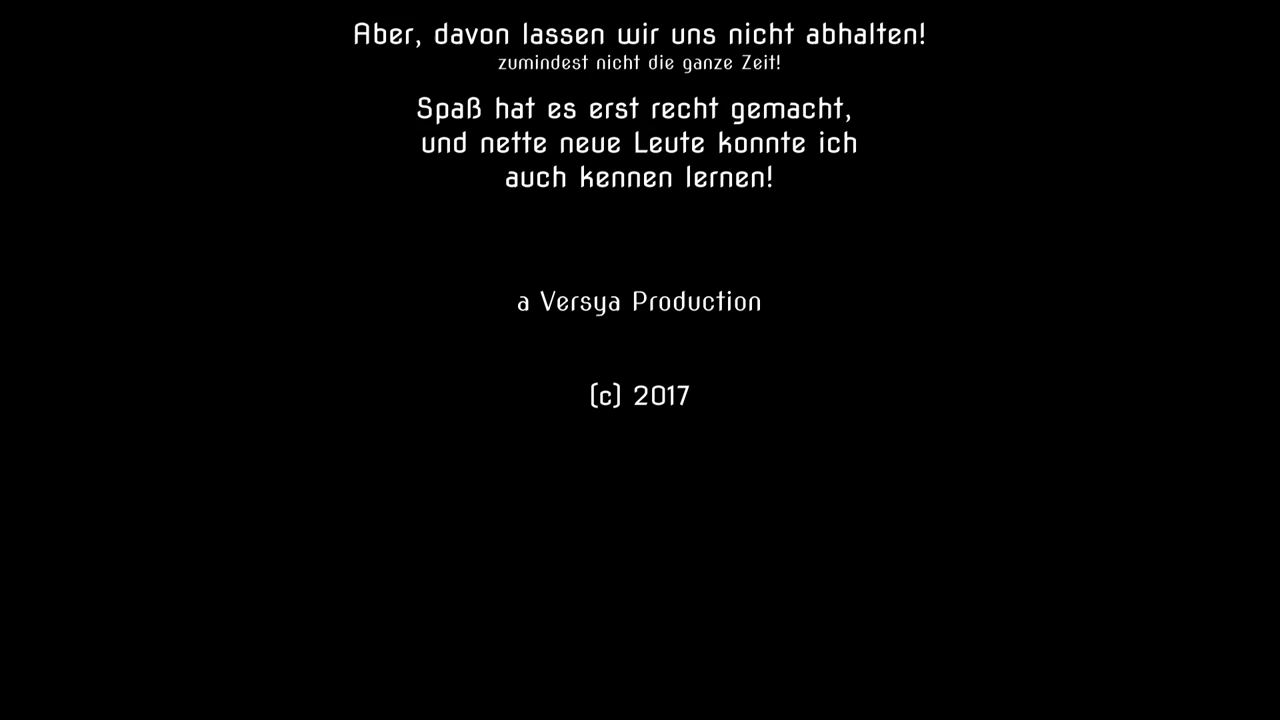 Aber, davon lassen wir uns nicht abhalten!
zumindest nicht die ganze Zeit!
Spaß hat es erst recht gemacht,
und nette neue Leute konnte ich
auch kennen lernen!
a Versya Production
(c) 2017